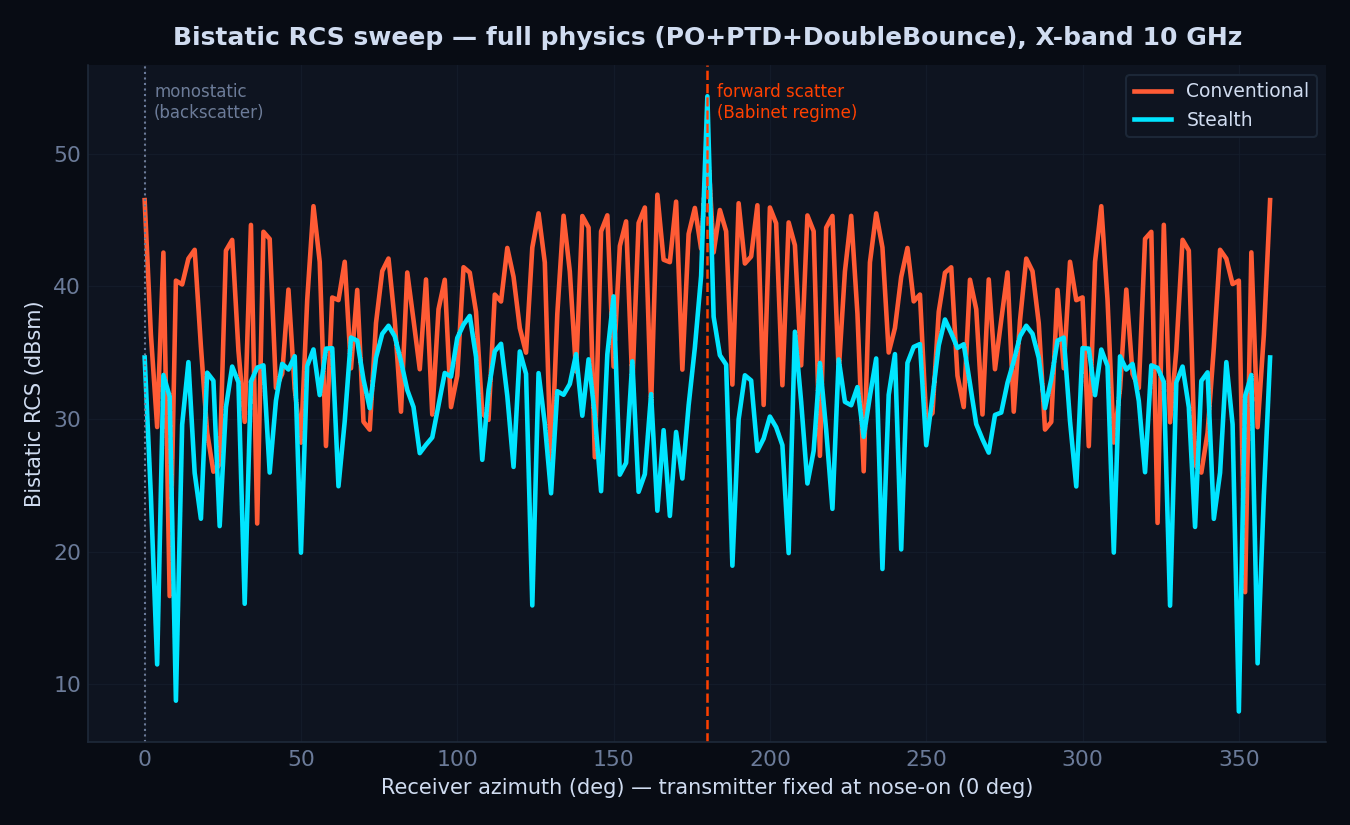 Bistatic RCS sweep — full physics (PO+PTD+DoubleBounce), X-band 10 GHz
monostatic
(backscatter)
forward scatter
(Babinet regime)
Conventional
Stealth
Bistatic RCS (dBsm)
50
40
30
20
10
0
50
100
150
200
250
300
350
Receiver azimuth (deg) — transmitter fixed at nose-on (0 deg)